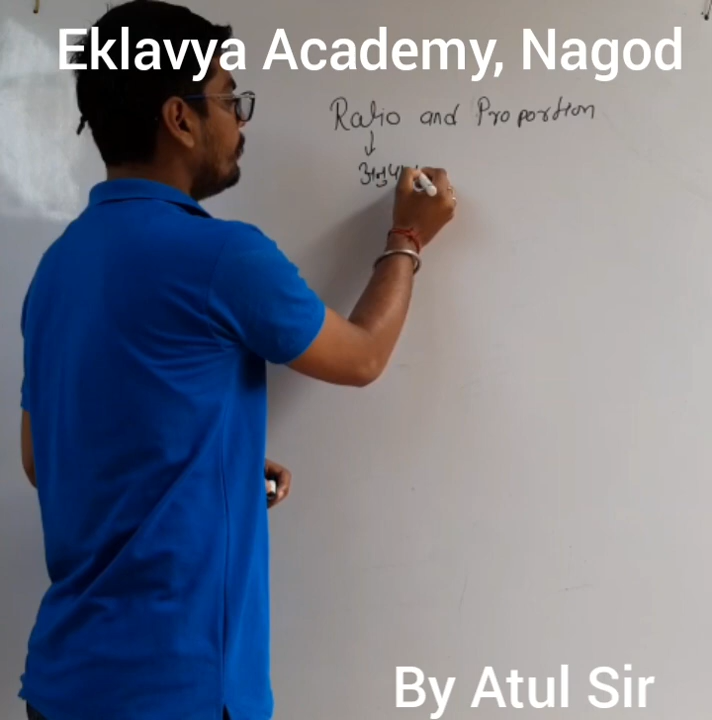 Eklavya Academy, Nagod
Ratio and Proportion
By Atul Sir